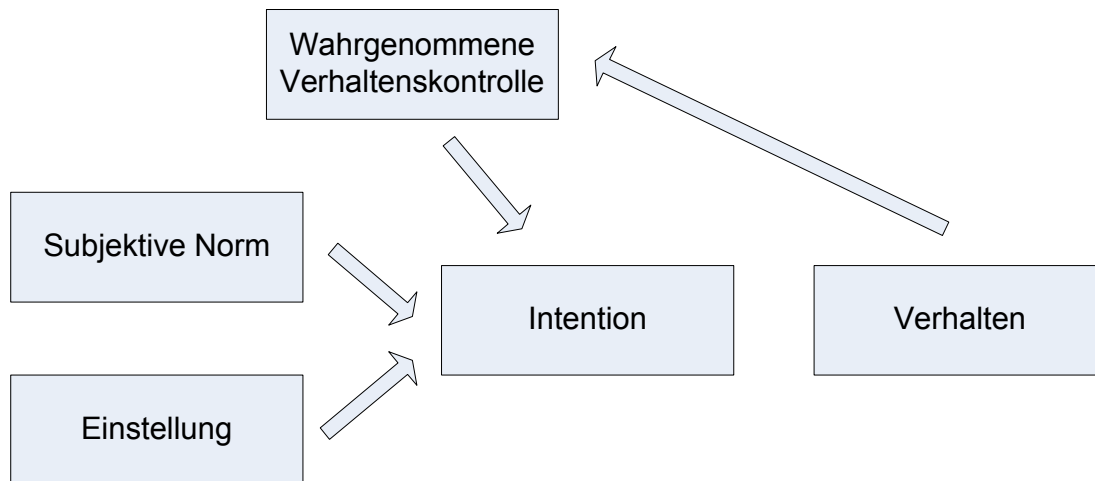 Wahrgenommene
Verhaltenskontrolle
Subjektive Norm
Intention
Verhalten
Einstellung